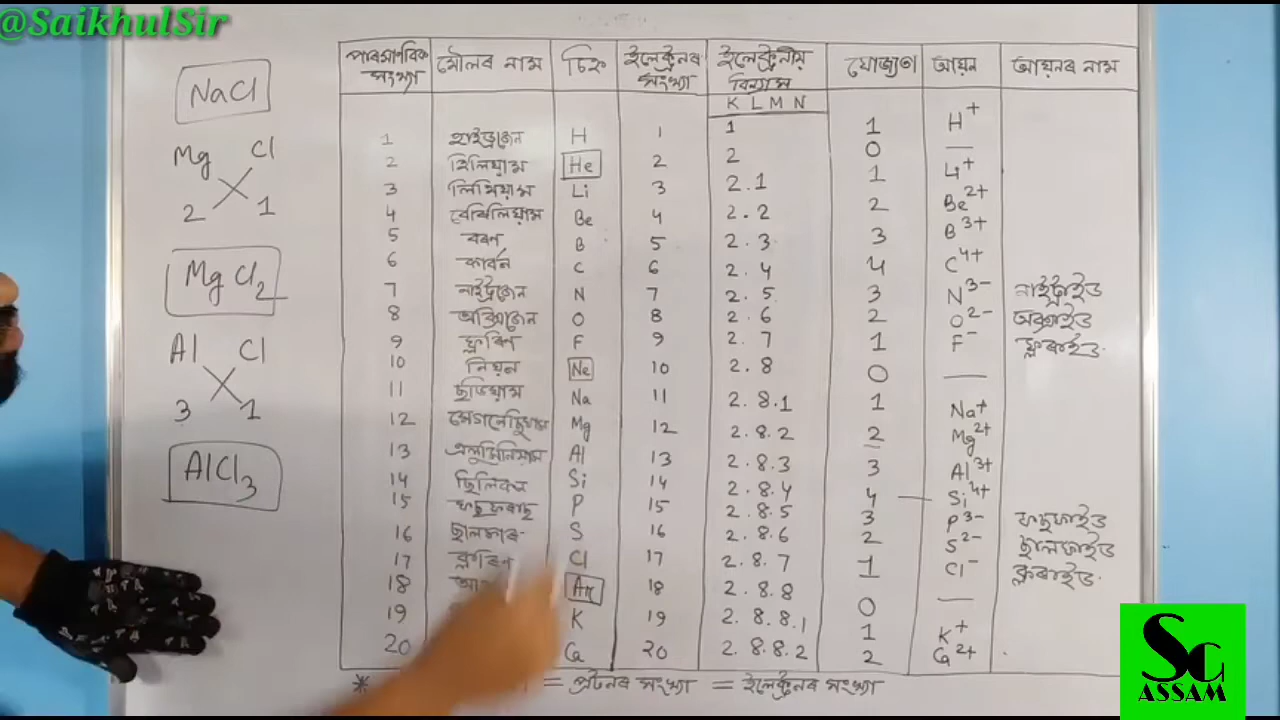 @SaikhulSir
NaCl
Mg Cl
2 1
MgCl2
Al Cl
3 1
AlCl3
পাৰমাণৱিক সংখ্যা মৌলৰ নাম চিহ্ন ইলেক্ট্ৰনৰ সংখ্যা ইলেক্ট্ৰনীয় বিন্যাস যোজ্যতা আয়ন আয়নৰ নাম
K L M N
1 হাইড্ৰজেন H 1 1 1 H+
2 হিলিয়াম He 2 2 0 —
3 লিথিয়াম Li 3 2.1 1 Li+
4 বেৰিলিয়াম Be 4 2.2 2 Be2+
5 বৰণ B 5 2.3 3 B3+
6 কাৰ্বন C 6 2.4 4 C4+
7 নাইট্ৰজেন N 7 2.5 3 N3- নাইট্ৰাইড
8 অক্সিজেন O 8 2.6 2 O2- অক্সাইড
9 ফ্লৰিণ F 9 2.7 1 F- ফ্লৰাইড
10 নিয়ন Ne 10 2.8 0 —
11 ছডিয়াম Na 11 2.8.1 1 Na+
12 মেগনেছিয়াম Mg 12 2.8.2 2 Mg2+
13 এলুমিনিয়াম Al 13 2.8.3 3 Al3+
14 ছিলিকন Si 14 2.8.4 4 — Si4+
15 ফছফৰাছ P 15 2.8.5 3 P3- ফছফাইড
16 ছালফাৰ S 16 2.8.6 2 S2- ছালফাইড
17 ক্লৰিণ Cl 17 2.8.7 1 Cl- ক্লৰাইড
18 Ar 18 2.8.8 0 —
19 K 19 2.8.8.1 1 K+
20 Ca 20 2.8.8.2 2 Ca2+
* = প্ৰটনৰ সংখ্যা = ইলেক্ট্ৰনৰ সংখ্যা
SG
ASSAM